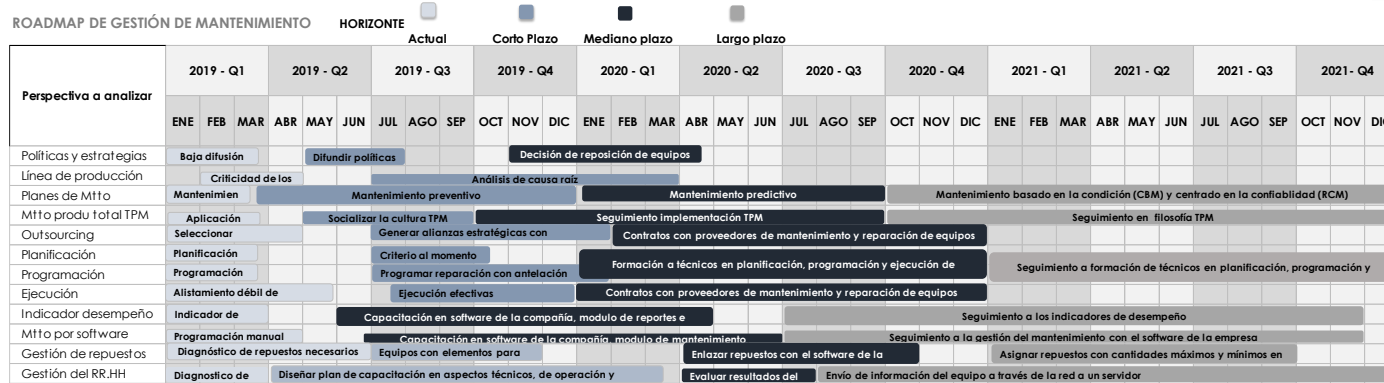 ROADMAP DE GESTIÓN DE MANTENIMIENTO HORIZONTE
Actual Corto Plazo Mediano plazo Largo plazo
Perspectiva a analizar
2019 - Q1 2019 - Q2 2019 - Q3 2019 - Q4 2020 - Q1 2020 - Q2 2020 - Q3 2020 - Q4 2021 - Q1 2021 - Q2 2021 - Q3 2021- Q4
ENE FEB MAR ABR MAY JUN JUL AGO SEP OCT NOV DIC ENE FEB MAR ABR MAY JUN JUL AGO SEP OCT NOV DIC ENE FEB MAR ABR MAY JUN JUL AGO SEP OCT NOV
Políticas y estrategias Baja difusión Difundir políticas Decisión de reposición de equipos
Línea de producción Criticidad de los Análisis de causa raíz
Planes de Mtto Mantenimien Mantenimiento preventivo Mantenimiento predictivo Mantenimiento basado en la condición (CBM) y centrado en la confiablidad (RCM)
Mtto produ total TPM Aplicación Socializar la cultura TPM Seguimiento implementación TPM Seguimiento en filosofía TPM
Outsourcing Seleccionar Generar alianzas estratégicas con Contratos con proveedores de mantenimiento y reparación de equipos
Planificación Planificación Criterio al momento Formación a técnicos en planificación, programación y ejecución de Seguimiento a formación de técnicos en planificación, programación y
Programación Programación Programar reparación con antelación
Ejecución Alistamiento débil de Ejecución efectivas Contratos con proveedores de mantenimiento y reparación de equipos
Indicador desempeño Indicador de Capacitación en software de la compañía, modulo de reportes e Seguimiento a los indicadores de desempeño
Mtto por software Programación manual Capacitación en software de la compañía, modulo de mantenimiento Seguimiento a la gestión del mantenimiento con el software de la empresa
Gestión de repuestos Diagnóstico de repuestos necesarios Equipos con elementos para Enlazar repuestos con el software de la Asignar repuestos con cantidades máximos y mínimos en
Gestión del RR.HH Diagnostico de Diseñar plan de capacitación en aspectos técnicos, de operación y Evaluar resultados del Envío de información del equipo a través de la red a un servidor